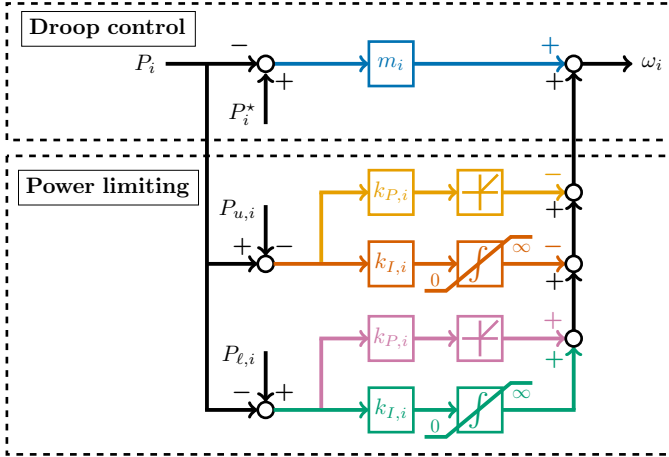 Droop control
P_i
−
+
m_i
+
+
ω_i
P_i^⋆
Power limiting
P_{u,i}
+
−
k_{P,i}
−
+
k_{I,i}
0
∫
∞
−
+
P_{ℓ,i}
−
+
k_{P,i}
+
+
k_{I,i}
0
∫
∞